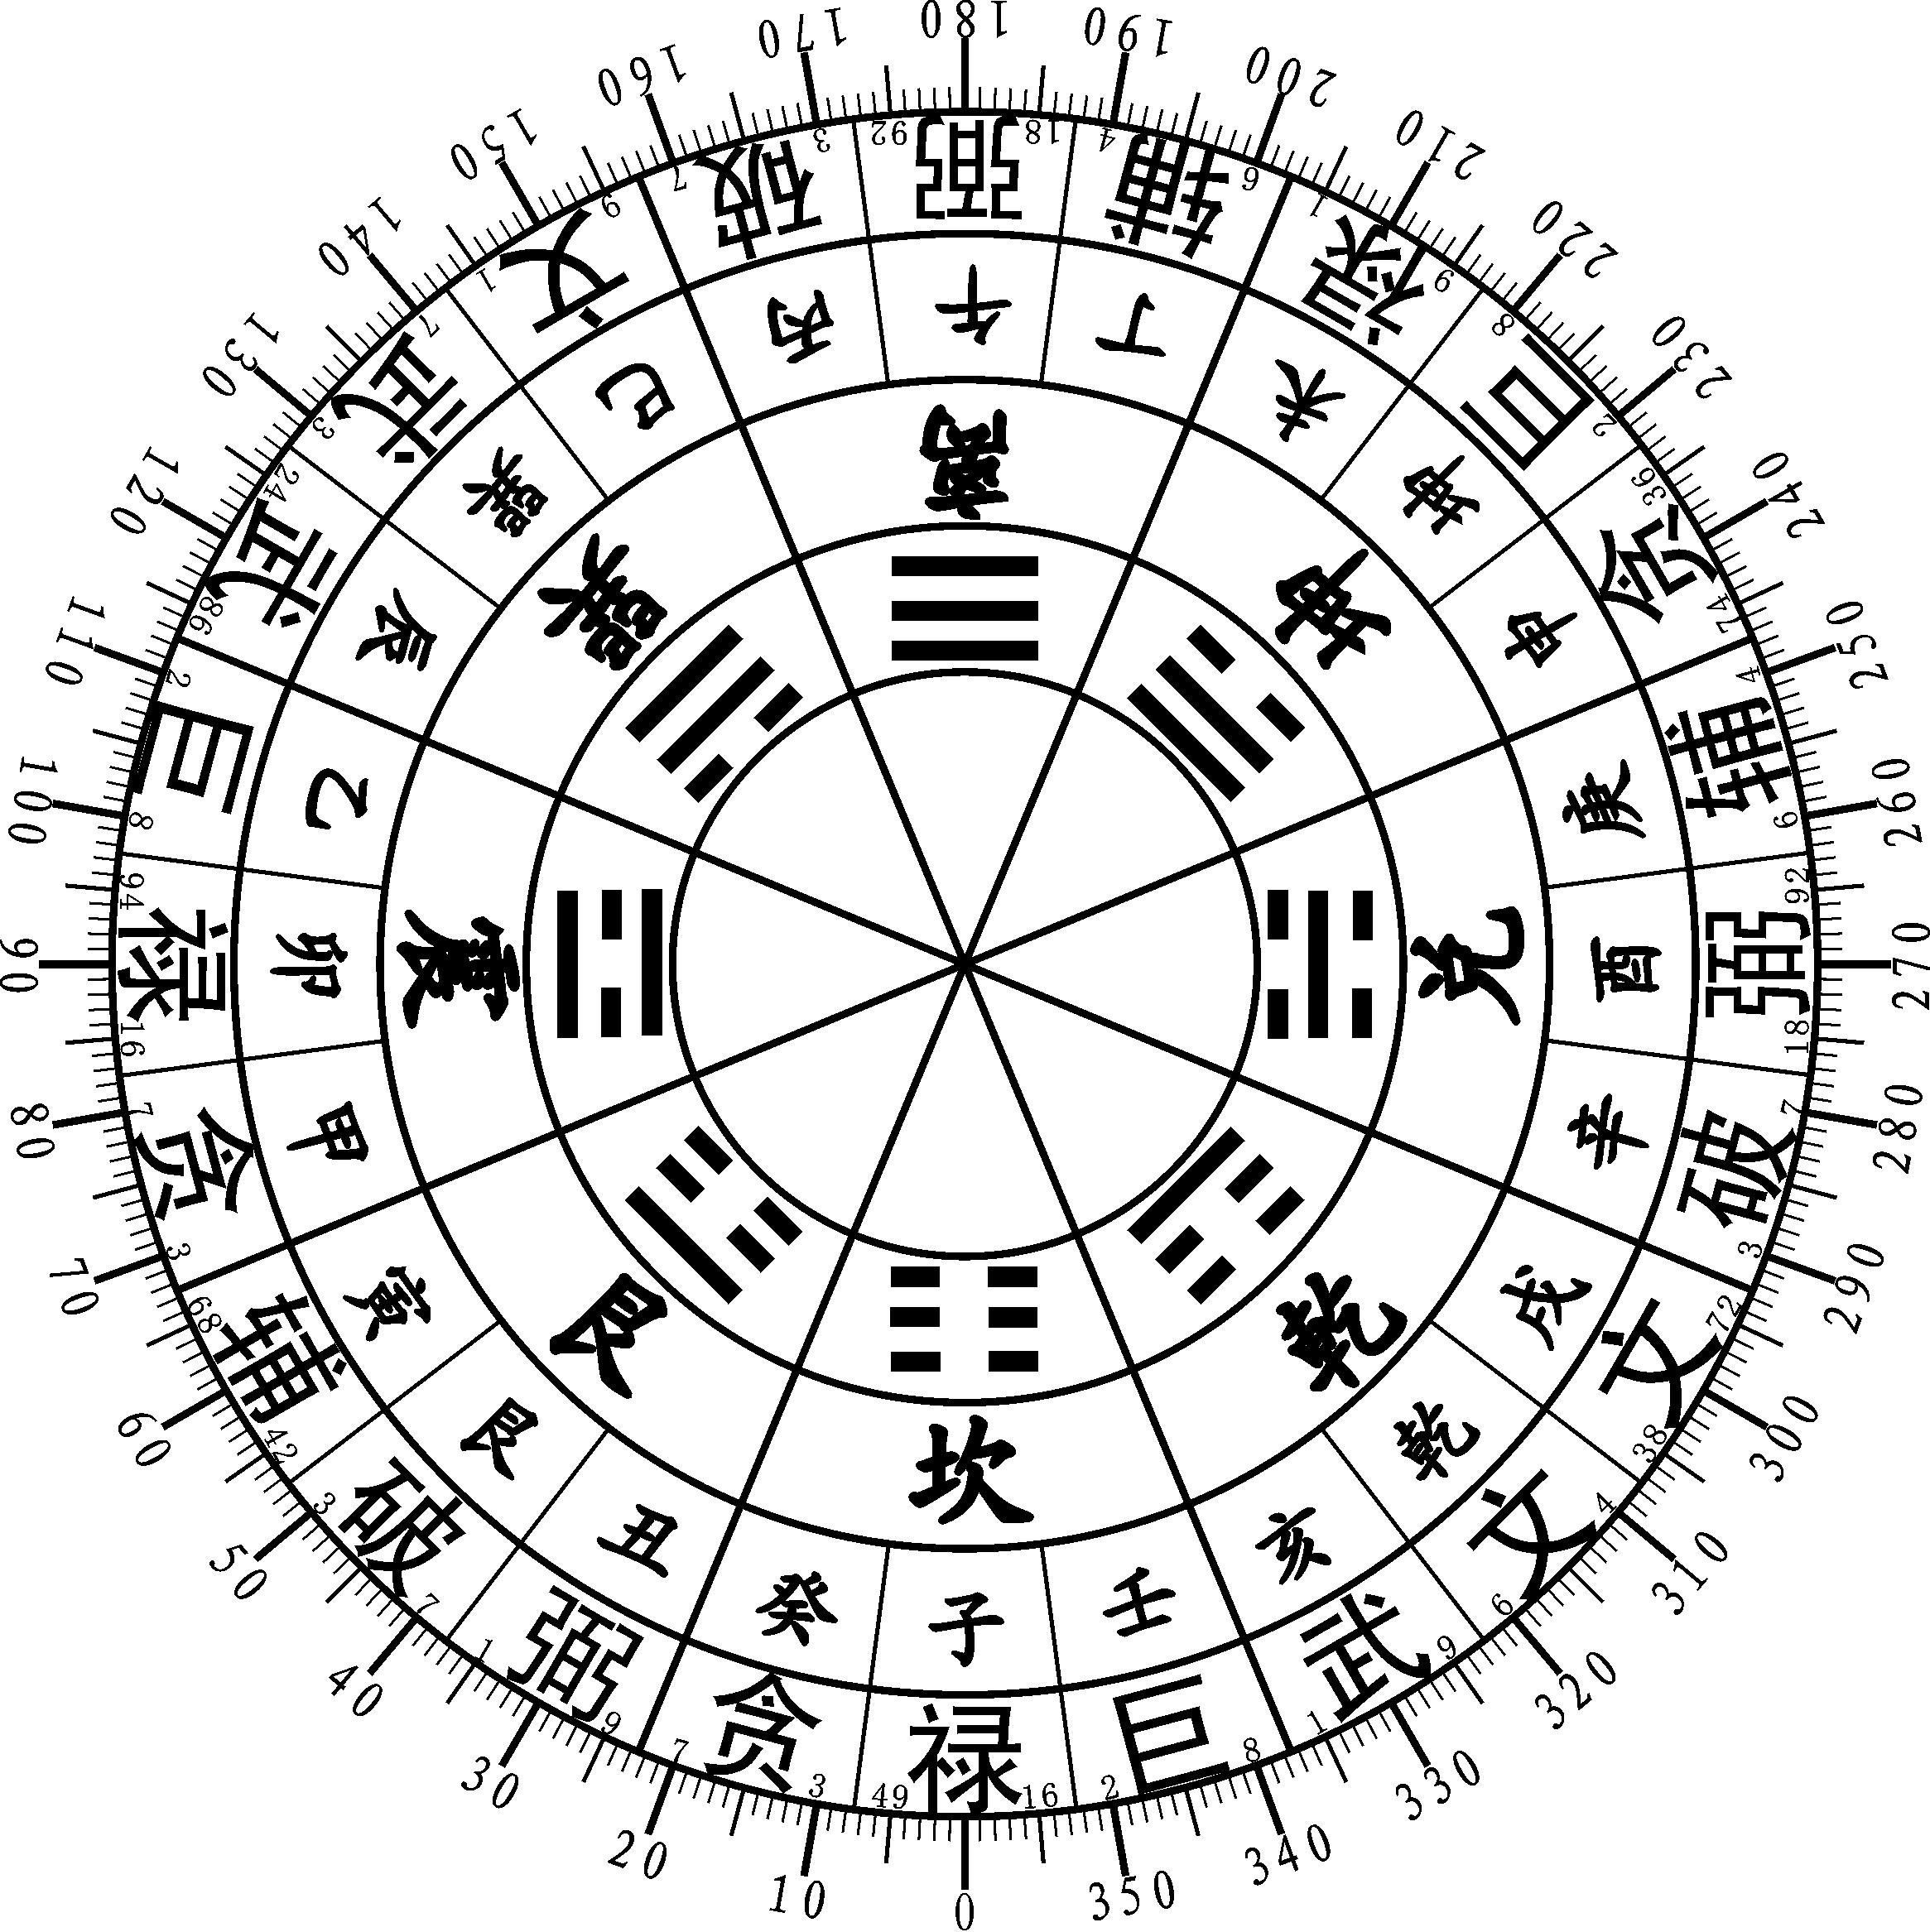 0
10
20
30
40
50
60
70
80
90
100
110
120
130
140
150
160
170
180
190
200
210
220
230
240
250
260
270
280
290
300
310
320
330
340
350
49 禄 16
7 贪 3
1 弼 9
3 破 7
68 辅 42
7 贪 3
94 禄 16
2 巨 8
86 武 24
3 武 7
1 文 9
7 破 3
92 弼 18
4 辅 6
1 禄 9
8 巨 2
36 贪 74
4 辅 6
92 弼 18
7 破 3
72 文 38
4 文 9
9 武 1
2 巨 8
子
癸
丑
艮
寅
甲
卯
乙
辰
巽
巳
丙
午
丁
未
坤
申
庚
酉
辛
戌
乾
亥
壬
坎
艮
震
巽
離
坤
兑
乾